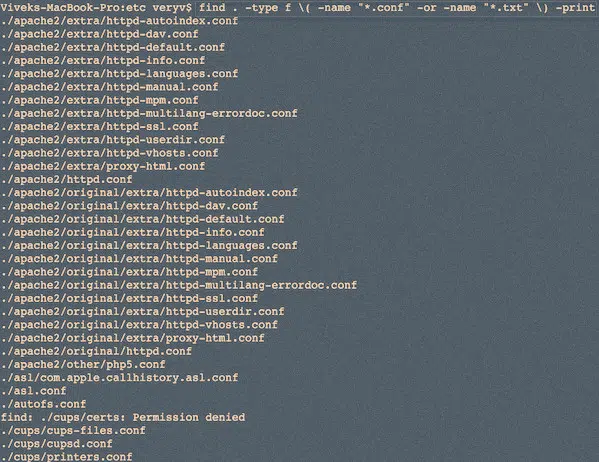 Viveks-MacBook-Pro:etc veryv$ find . -type f \( -name "*.conf" -or -name "*.txt" \) -print
./apache2/extra/httpd-autoindex.conf
./apache2/extra/httpd-dav.conf
./apache2/extra/httpd-default.conf
./apache2/extra/httpd-info.conf
./apache2/extra/httpd-languages.conf
./apache2/extra/httpd-manual.conf
./apache2/extra/httpd-mpm.conf
./apache2/extra/httpd-multilang-errordoc.conf
./apache2/extra/httpd-ssl.conf
./apache2/extra/httpd-userdir.conf
./apache2/extra/httpd-vhosts.conf
./apache2/extra/proxy-html.conf
./apache2/httpd.conf
./apache2/original/extra/httpd-autoindex.conf
./apache2/original/extra/httpd-dav.conf
./apache2/original/extra/httpd-default.conf
./apache2/original/extra/httpd-info.conf
./apache2/original/extra/httpd-languages.conf
./apache2/original/extra/httpd-manual.conf
./apache2/original/extra/httpd-mpm.conf
./apache2/original/extra/httpd-multilang-errordoc.conf
./apache2/original/extra/httpd-ssl.conf
./apache2/original/extra/httpd-userdir.conf
./apache2/original/extra/httpd-vhosts.conf
./apache2/original/extra/proxy-html.conf
./apache2/original/httpd.conf
./apache2/other/php5.conf
./asl/com.apple.callhistory.asl.conf
./asl.conf
./autofs.conf
find: ./cups/certs: Permission denied
./cups/cups-files.conf
./cups/cupsd.conf
./cups/printers.conf